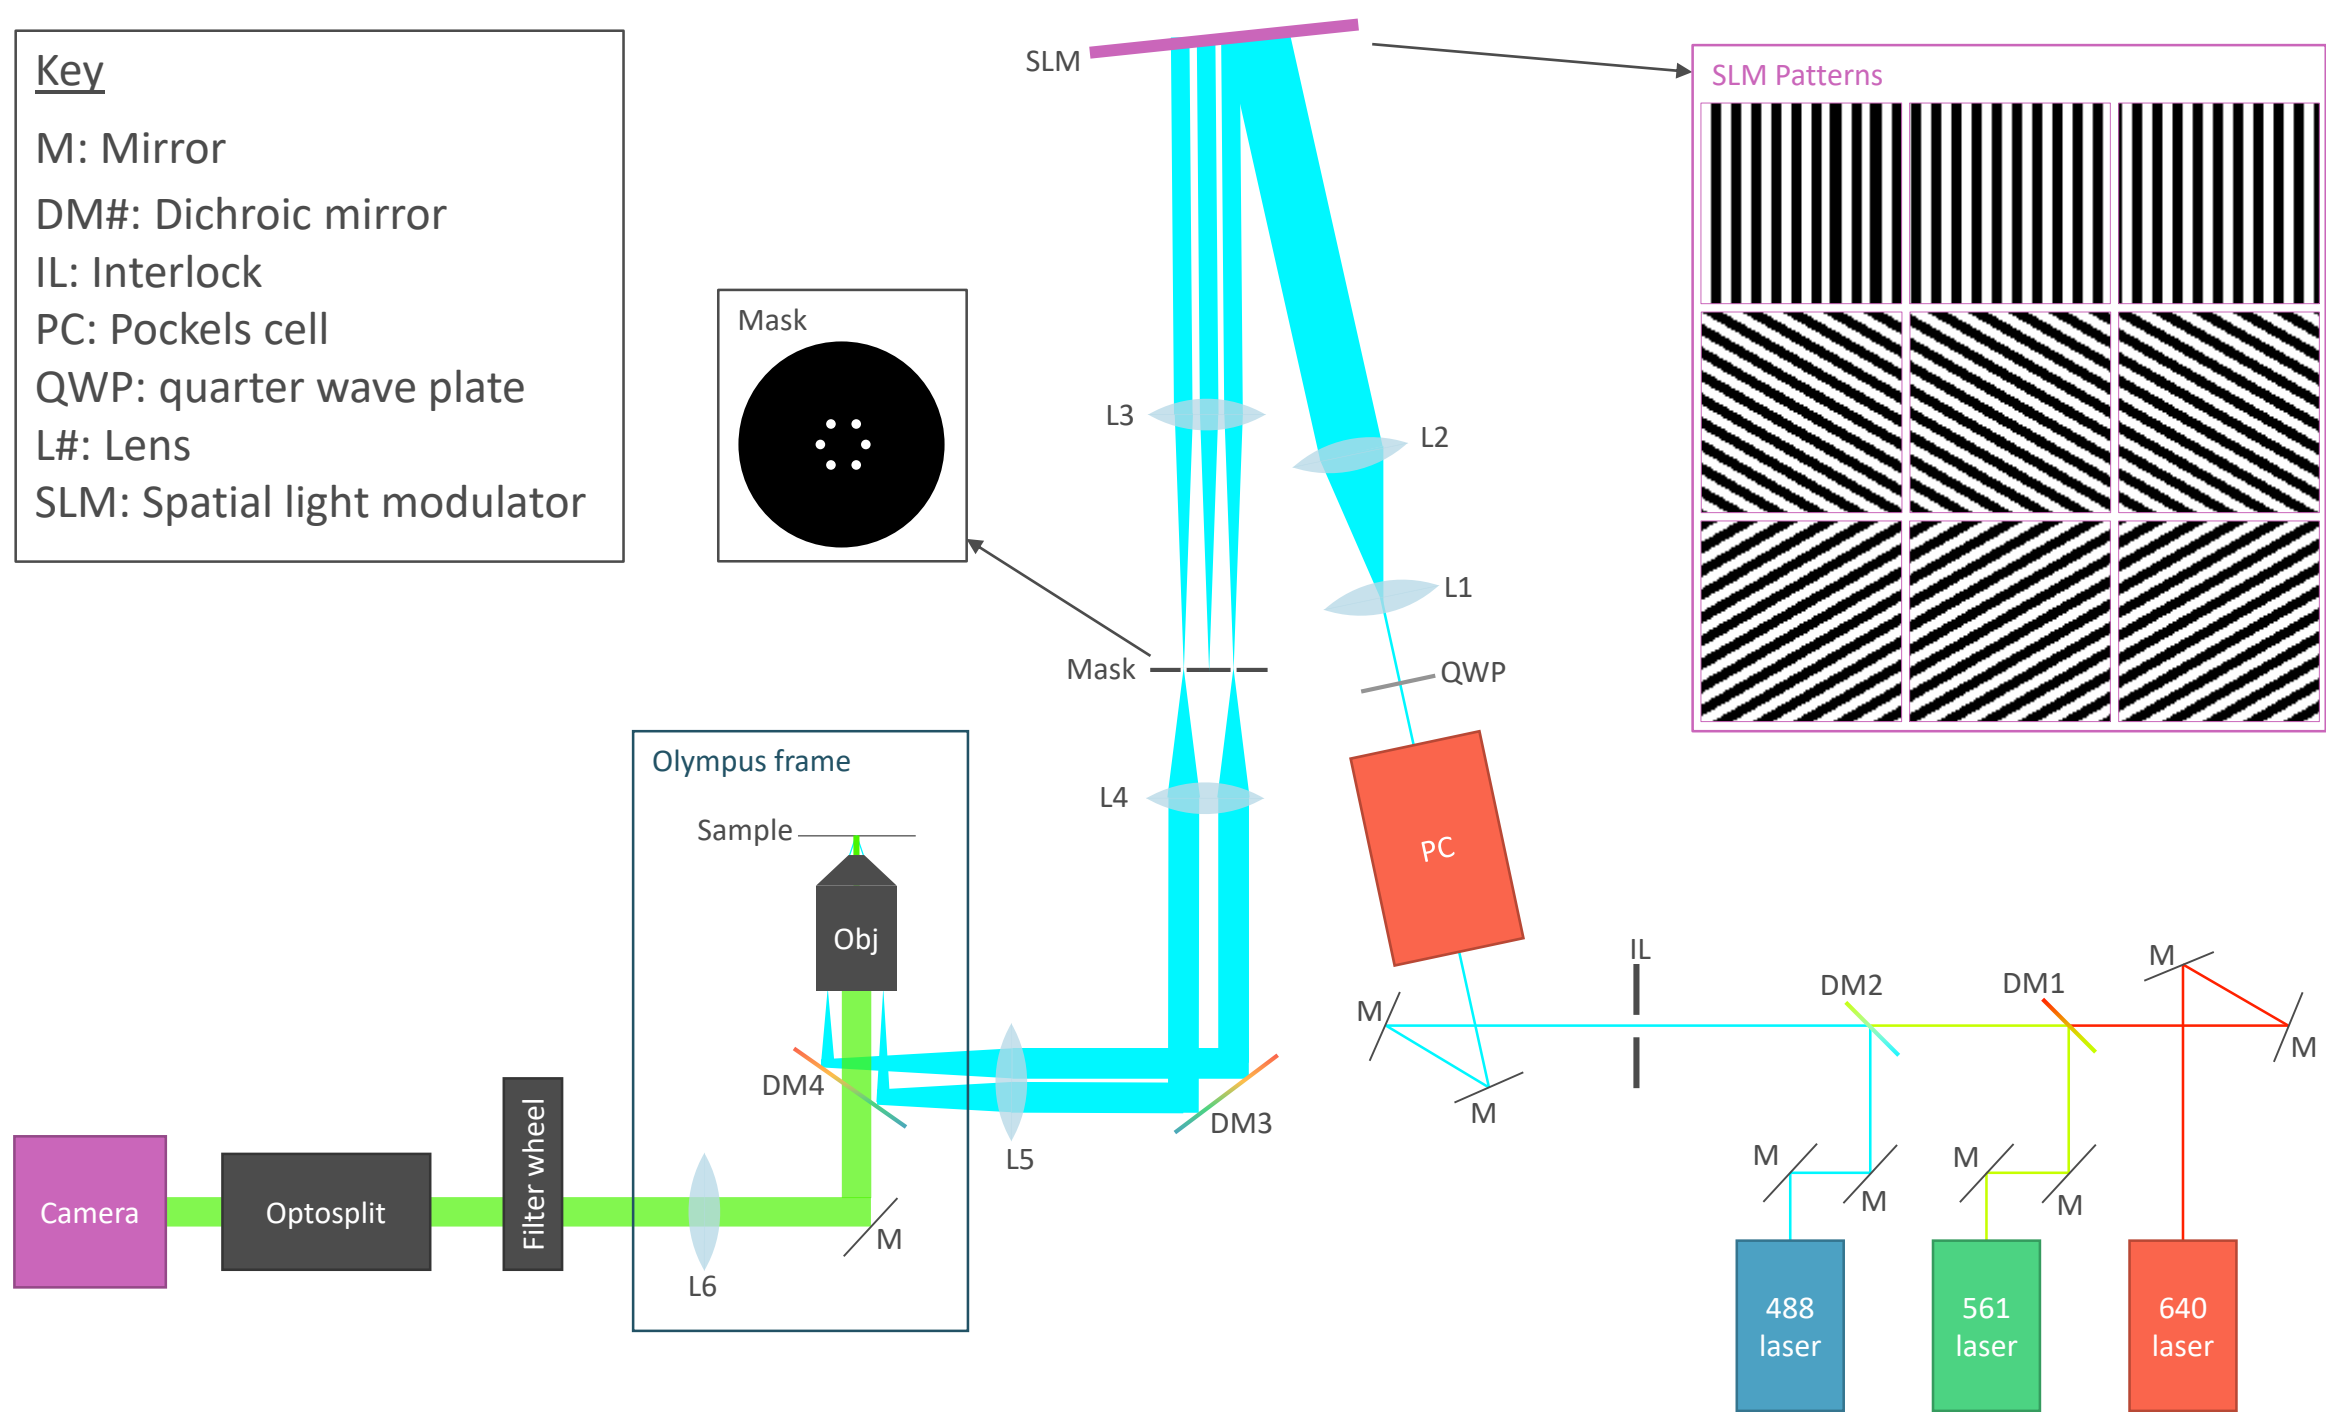 Key
M: Mirror
DM#: Dichroic mirror
IL: Interlock
PC: Pockels cell
QWP: quarter wave plate
L#: Lens
SLM: Spatial light modulator
SLM
SLM Patterns
Mask
L3
L2
L1
Mask
QWP
Olympus frame
Sample
L4
PC
Obj
IL
M
DM2
DM1
M
M
M
DM4
L5
DM3
M
M
M
M
M
Filter wheel
Camera
Optosplit
M
L6
488
laser
561
laser
640
laser